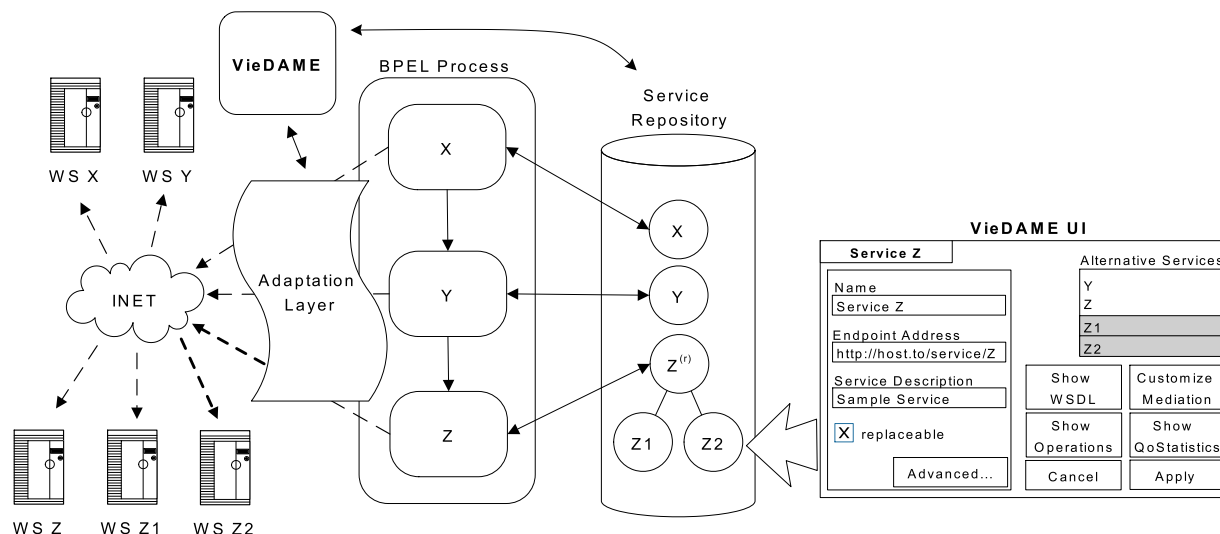 VieDAME
BPEL Process
Service
Repository
WS X
WS Y
X
X
Y
Y
Z(r)
Z
Z1
Z2
Adaptation
Layer
INET
WS Z
WS Z1
WS Z2
VieDAME UI
Service Z
Name
Service Z
Endpoint Address
http://host.to/service/Z
Service Description
Sample Service
X replaceable
Advanced...
Alternative Services
Y
Z
Z1
Z2
Show
WSDL
Customize
Mediation
Show
Operations
Show
QoStatistics
Cancel
Apply